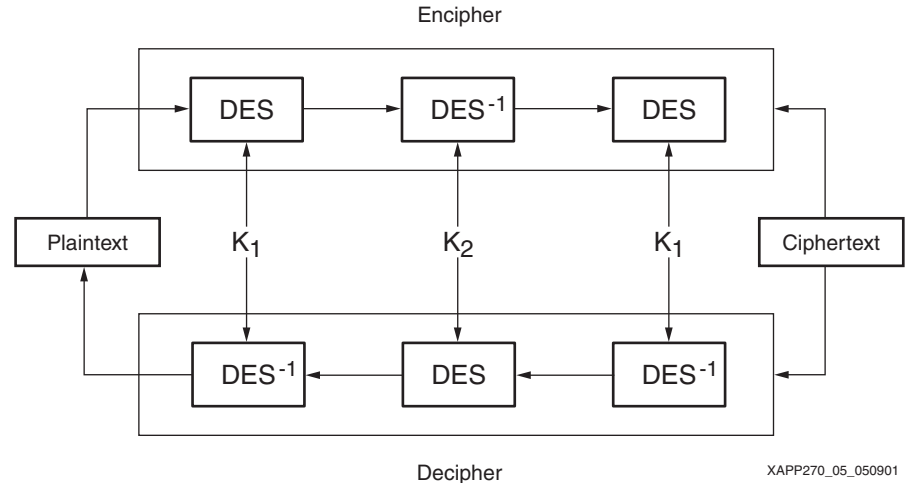 Encipher
DES DES-1 DES
Plaintext K1 K2 K1 Ciphertext
DES-1 DES DES-1
Decipher
XAPP270_05_050901